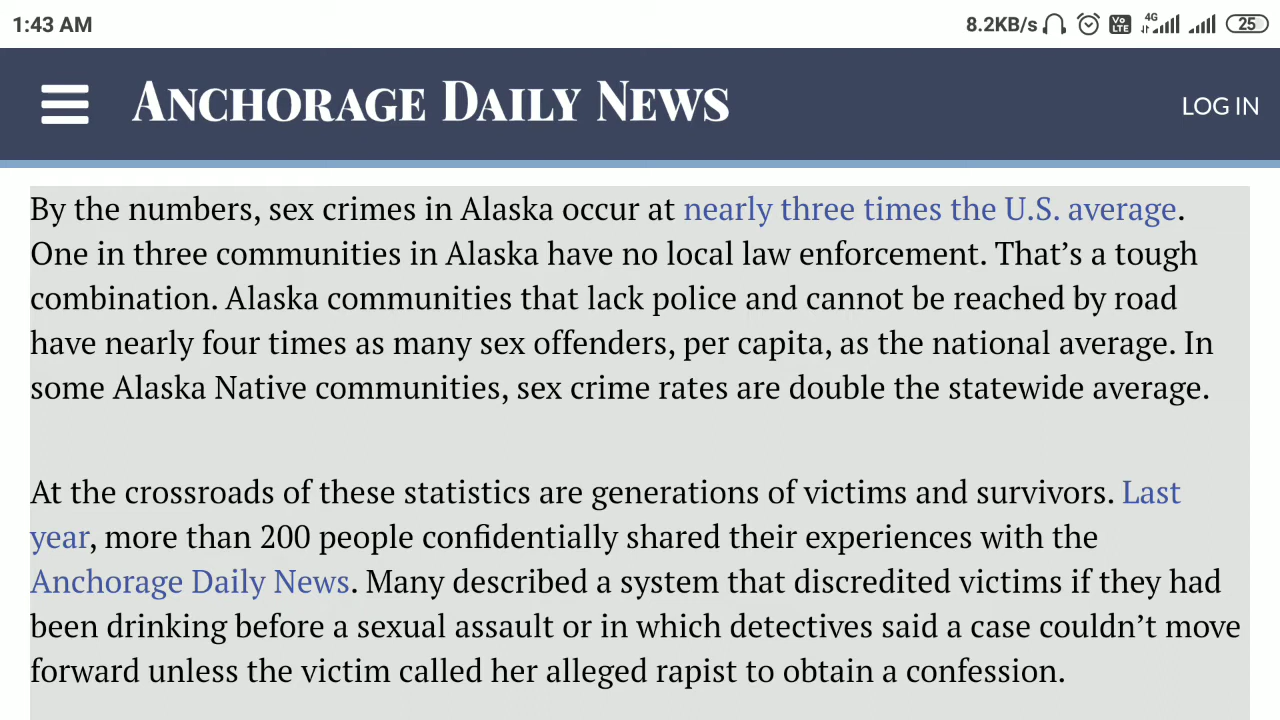 1:43 AM 8.2KB/s Vo LTE 4G 25
ANCHORAGE DAILY NEWS LOG IN
By the numbers, sex crimes in Alaska occur at nearly three times the U.S. average.
One in three communities in Alaska have no local law enforcement. That’s a tough
combination. Alaska communities that lack police and cannot be reached by road
have nearly four times as many sex offenders, per capita, as the national average. In
some Alaska Native communities, sex crime rates are double the statewide average.
At the crossroads of these statistics are generations of victims and survivors. Last
year, more than 200 people confidentially shared their experiences with the
Anchorage Daily News. Many described a system that discredited victims if they had
been drinking before a sexual assault or in which detectives said a case couldn’t move
forward unless the victim called her alleged rapist to obtain a confession.